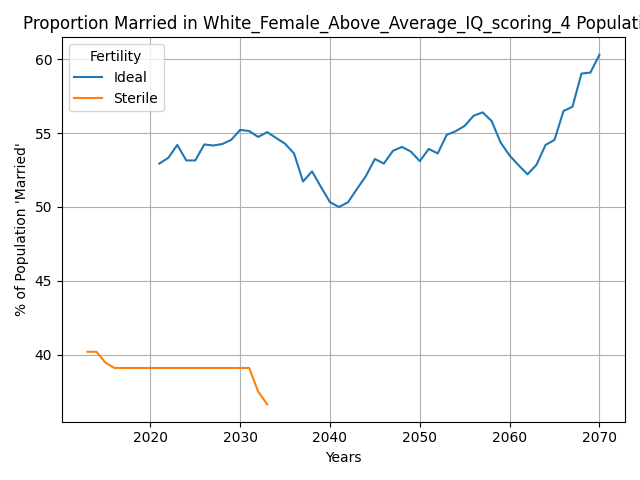 Proportion Married in White_Female_Above_Average_IQ_scoring_4 Populati
Fertility
Ideal
Sterile
60
55
50
45
40
% of Population 'Married'
2020 2030 2040 2050 2060 2070
Years